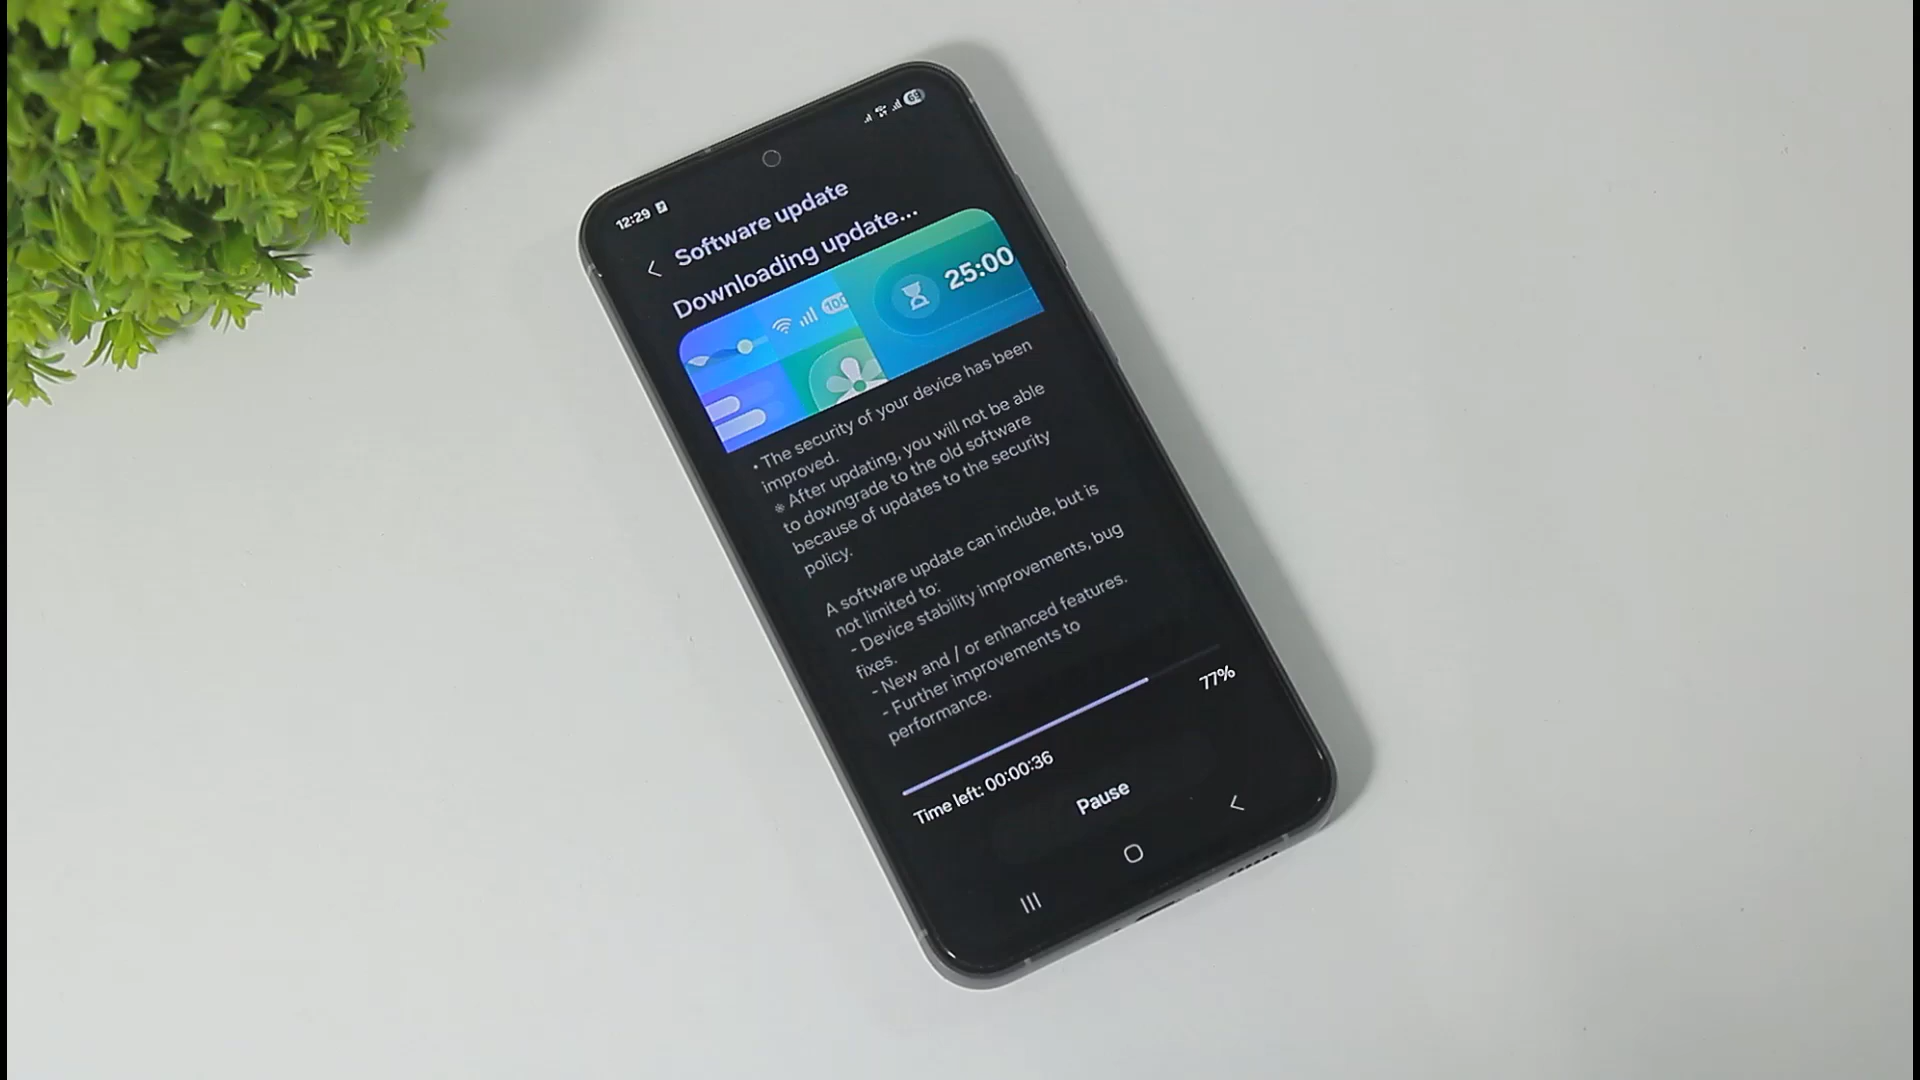 12:29
69
Software update
Downloading update...
100
25:00
• The security of your device has been
improved.
※ After updating, you will not be able
to downgrade to the old software
because of updates to the security
policy.
A software update can include, but is
not limited to:
- Device stability improvements, bug
fixes.
- New and / or enhanced features.
- Further improvements to
performance.
77%
Time left: 00:00:36
Pause